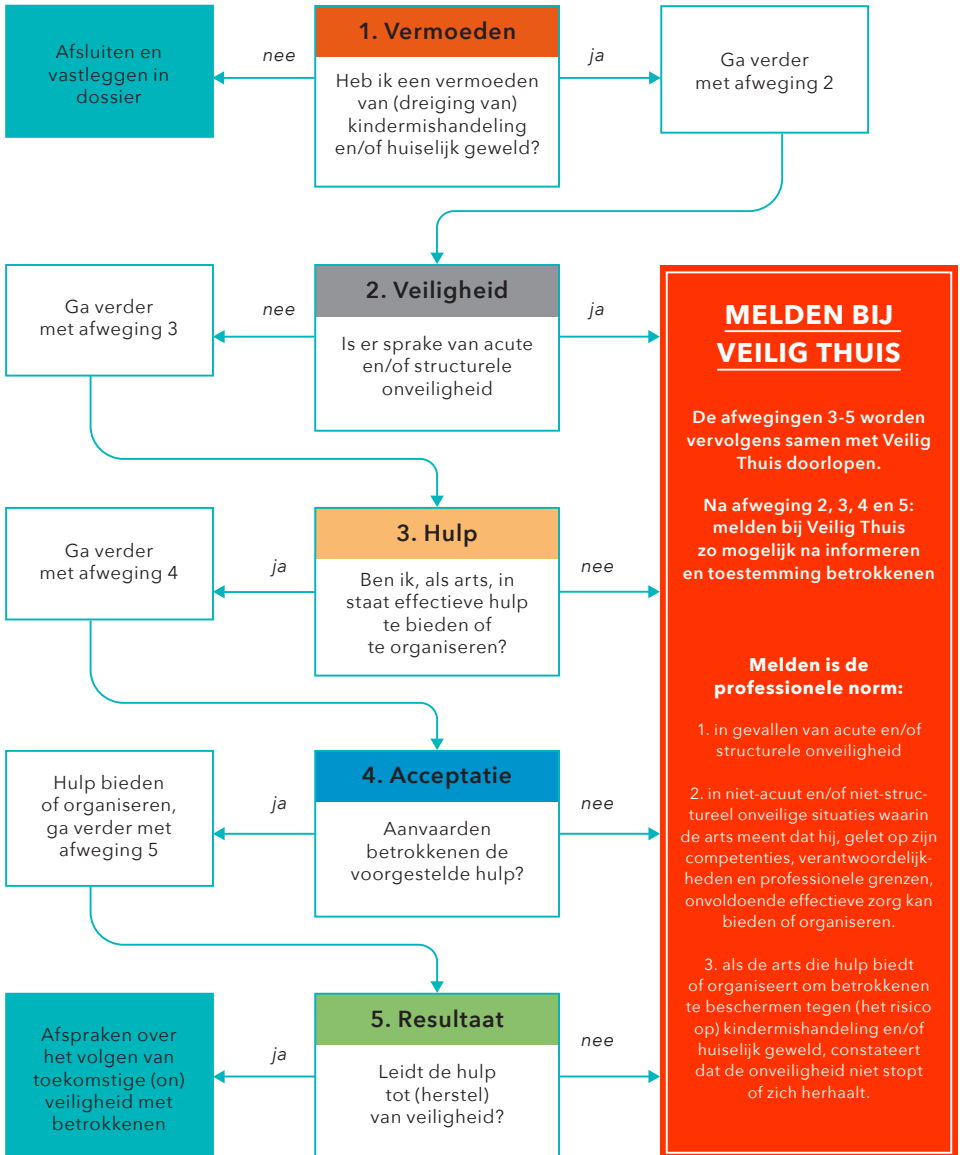 1. Vermoeden
Heb ik een vermoeden
van (dreiging van)
kindermishandeling
en/of huiselijk geweld?
nee
Afsluiten en
vastleggen in
dossier
ja
Ga verder
met afweging 2
2. Veiligheid
Is er sprake van acute
en/of structurele
onveiligheid
nee
Ga verder
met afweging 3
ja
3. Hulp
Ben ik, als arts, in
staat effectieve hulp
te bieden of
te organiseren?
ja
Ga verder
met afweging 4
nee
4. Acceptatie
Aanvaarden
betrokkenen de
voorgestelde hulp?
ja
Hulp bieden
of organiseren,
ga verder met
afweging 5
nee
5. Resultaat
Leidt de hulp
tot (herstel)
van veiligheid?
ja
Afspraken over
het volgen van
toekomstige (on)
veiligheid met
betrokkenen
nee
MELDEN BIJ
VEILIG THUIS
De afwegingen 3-5 worden
vervolgens samen met Veilig
Thuis doorlopen.
Na afweging 2, 3, 4 en 5:
melden bij Veilig Thuis
zo mogelijk na informeren
en toestemming betrokkenen
Melden is de
professionele norm:
1. in gevallen van acute en/of
structurele onveiligheid
2. in niet-acuut en/of niet-struc-
tureel onveilige situaties waarin
de arts meent dat hij, gelet op zijn
competenties, verantwoordelijk-
heden en professionele grenzen,
onvoldoende effectieve zorg kan
bieden of organiseren.
3. als de arts die hulp biedt
of organiseert om betrokkenen
te beschermen tegen (het risico
op) kindermishandeling en/of
huiselijk geweld, constateert
dat de onveiligheid niet stopt
of zich herhaalt.